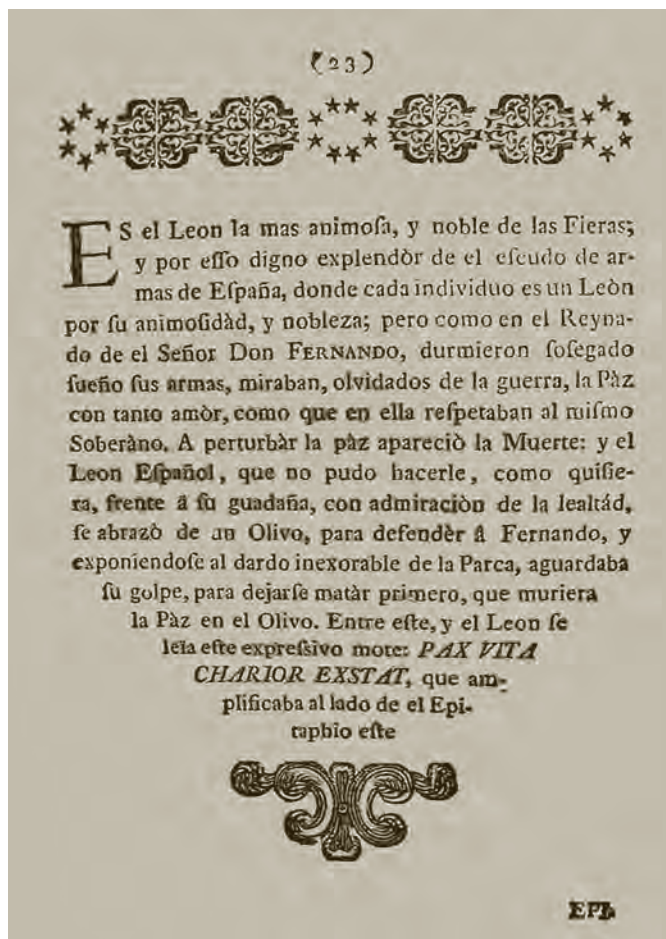 (23)
ES el Leon la mas animoſa, y noble de las Fieras;
y por eſſo digno explendòr de el eſcudo de ar-
mas de Eſpaña, donde cada individuo es un Leòn
por ſu animoſidàd, y nobleza; pero como en el Reyna-
do de el Señor Don FERNANDO, durmieron ſoſegado
ſueño ſus armas, miraban, olvidados de la guerra, la Pàz
con tanto amòr, como que en ella reſpetaban al miſmo
Soberàno. A perturbàr la pàz apareciò la Muerte: y el
Leon Eſpañol, que no pudo hacerle, como quiſie-
ra, frente â ſu guadaña, con admiraciòn de la lealtád,
ſe abrazò de un Olivo, para defendèr â Fernando, y
exponiendoſe al dardo inexorable de la Parca, aguardaba
ſu golpe, para dejarſe matàr primero, que muriera
la Pàz en el Olivo. Entre eſte, y el Leon ſe
leìa eſte expreſsivo mote: PAX VITA
CHARIOR EXSTAT, que am-
plificaba al lado de el Epi-
taphio eſte
EPI-